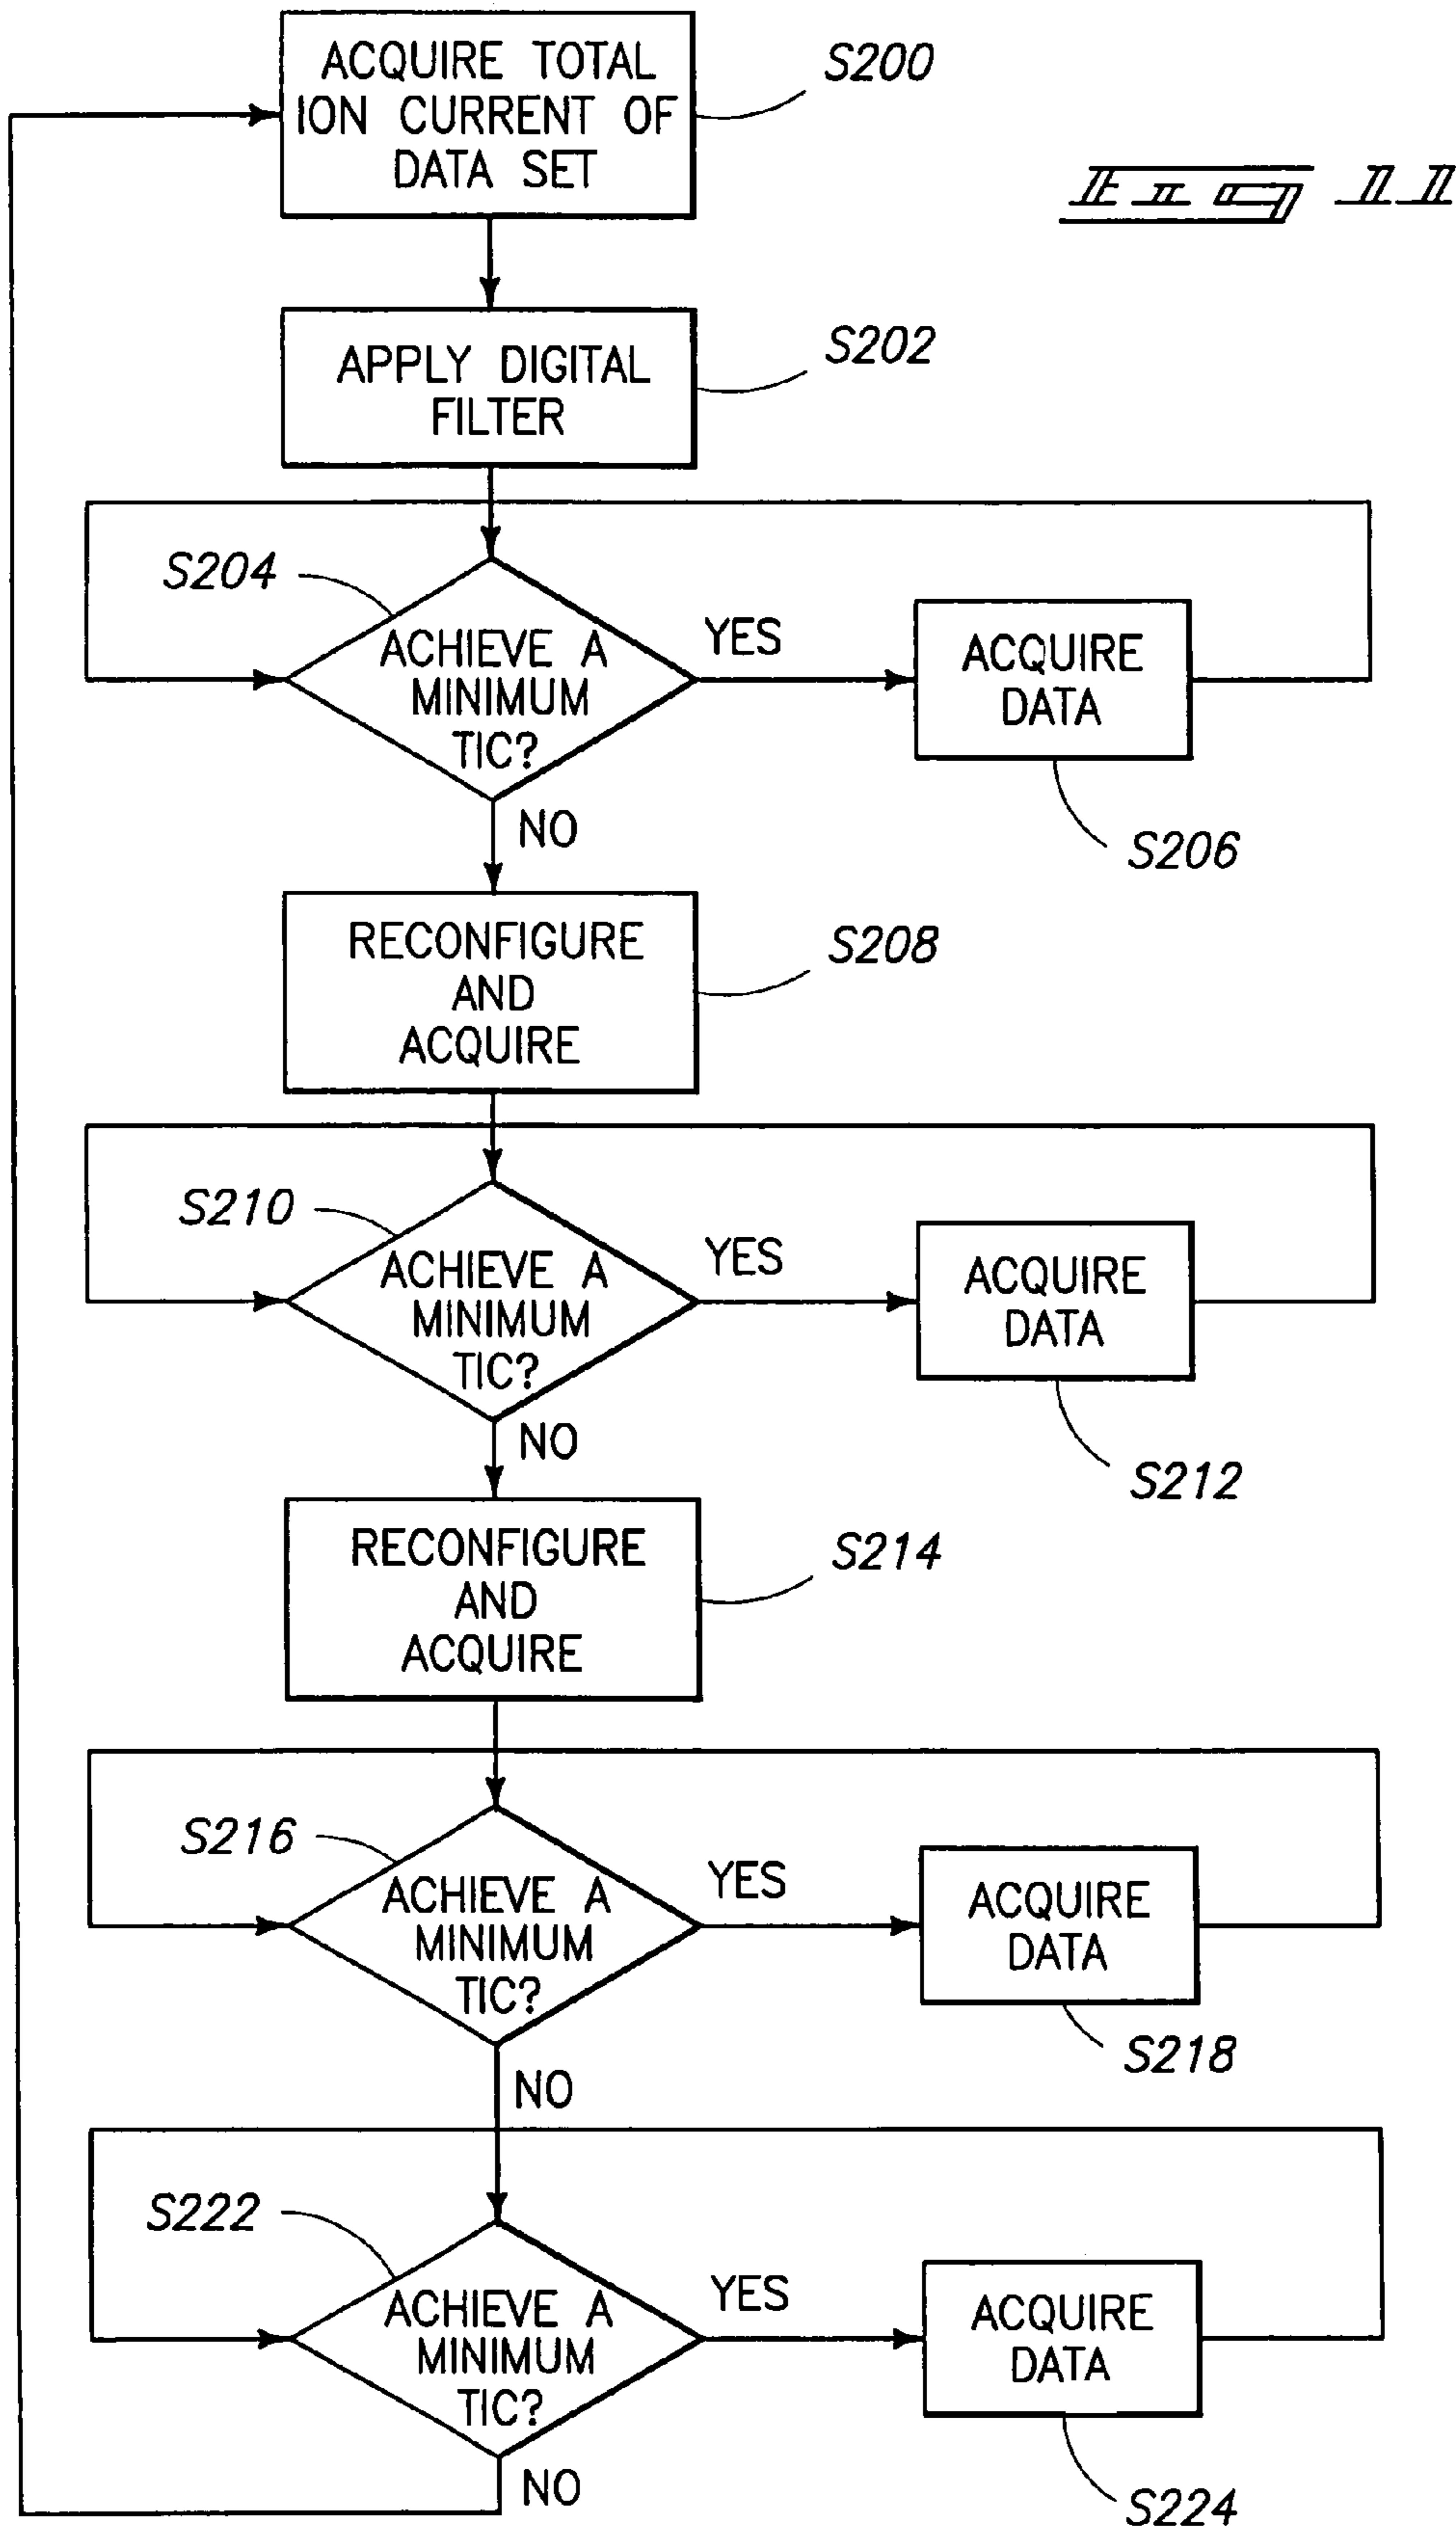 ACQUIRE TOTAL
ION CURRENT OF
DATA SET
S200
Fig 11
APPLY DIGITAL
FILTER
S202
S204
ACHIEVE A
MINIMUM
TIC?
YES
ACQUIRE
DATA
S206
NO
RECONFIGURE
AND
ACQUIRE
S208
S210
ACHIEVE A
MINIMUM
TIC?
YES
ACQUIRE
DATA
S212
NO
RECONFIGURE
AND
ACQUIRE
S214
S216
ACHIEVE A
MINIMUM
TIC?
YES
ACQUIRE
DATA
S218
NO
S222
ACHIEVE A
MINIMUM
TIC?
YES
ACQUIRE
DATA
S224
NO